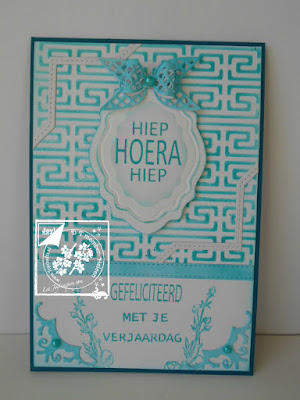 HIEP
HOERA
HIEP
GEFELICITEERD
MET JE
VERJAARDAG